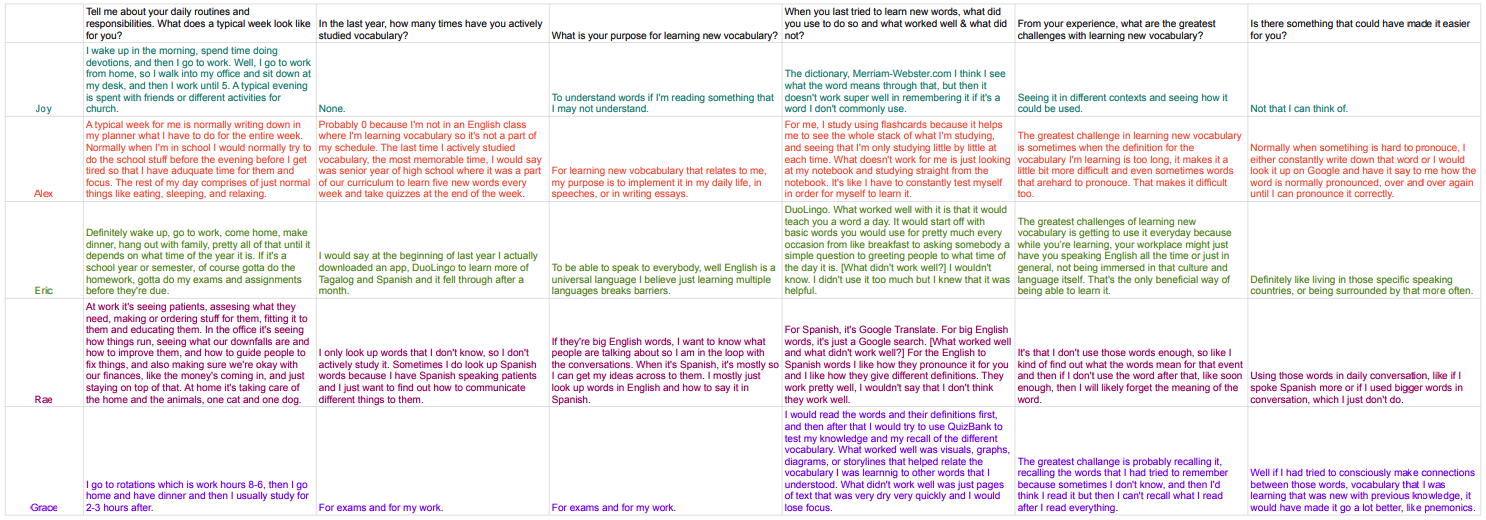 Tell me about your daily routines and
responsibilities. What does a typical week look like
for you?
In the last year, how many times have you actively
studied vocabulary?
What is your purpose for learning new vocabulary?
When you last tried to learn new words, what did
you use to do so and what worked well & what did
not?
From your experience, what are the greatest
challenges with learning new vocabulary?
Is there something that could have made it easier
for you?
Joy
I wake up in the morning, spend time doing
devotions, and then I go to work. Well, I go to work
from home, so I walk into my office and sit down at
my desk, and then I work until 5. A typical evening
is spent with friends or different activities for
church.
None.
To understand words if I'm reading something that
I may not understand.
The dictionary, Merriam-Webster.com I think I see
what the word means through that, but then it
doesn't work super well in remembering it if it's a
word I don't commonly use.
Seeing it in different contexts and seeing how it
could be used.
Not that I can think of.
Alex
A typical week for me is normally writing down in
my planner what I have to do for the entire week.
Normally when I'm in school I would normally try to
do the school stuff before the evening before I get
tired so that I have aduquate time for them and
focus. The rest of my day comprises of just normal
things like eating, sleeping, and relaxing.
Probably 0 because I'm not in an English class
where I'm learning vocabulary so it's not a part of
my schedule. The last time I actively studied
vocabulary, the most memorable time, I would say
was senior year of high school where it was a part
of our curriculum to learn five new words every
week and take quizzes at the end of the week.
For learning new vobcabulary that relates to me,
my purpose is to implement it in my daily life, in
speeches, or in writing essays.
For me, I study using flashcards because it helps
me to see the whole stack of what I'm studying,
and seeing that I'm only studying little by little at
each time. What doesn't work for me is just looking
at my notebook and studying straight from the
notebook. It's like I have to constantly test myself
in order for myself to learn it.
The greatest challenge in learning new vocabulary
is sometimes when the definition for the
vocabulary I'm learning is too long, it makes it a
little bit more difficult and even sometimes words
that arehard to pronouce. That makes it difficult
too.
Normally when sometihing is hard to pronouce, I
either constantly write down that word or I would
look it up on Google and have it say to me how the
word is normally pronounced, over and over again
until I can pronounce it correctly.
Eric
Definitely wake up, go to work, come home, make
dinner, hang out with family, pretty all of that until it
depends on what time of the year it is. If it's a
school year or semester, of course gotta do the
homework, gotta do my exams and assignments
before they're due.
I would say at the beginning of last year I actually
downloaded an app, DuoLingo to learn more of
Tagalog and Spanish and it fell through after a
month.
To be able to speak to everybody, well English is a
universal language I believe just learning multiple
languages breaks barriers.
DuoLingo. What worked well with it is that it would
teach you a word a day. It would start off with
basic words you would use for pretty much every
occasion from like breakfast to asking somebody a
simple question to greeting people to what time of
the day it is. [What didn't work well?] I wouldn't
know. I didn't use it too much but I knew that it was
helpful.
The greatest challenges of learning new
vocabulary is getting to use it everyday because
while you're learning, your workplace might just
have you speaking English all the time or just in
general, not being immersed in that culture and
language itself. That's the only beneficial way of
being able to learn it.
Definitely like living in those specific speaking
countries, or being surrounded by that more often.
Rae
At work it's seeing patients, assesing what they
need, making or ordering stuff for them, fitting it to
them and educating them. In the office it's seeing
how things run, seeing what our downfalls are and
how to improve them, and how to guide people to
fix things, and also making sure we're okay with
our finances, like the money's coming in, and just
staying on top of that. At home it's taking care of
the home and the animals, one cat and one dog.
I only look up words that I don't know, so I don't
actively study it. Sometimes I do look up Spanish
words because I have Spanish speaking patients
and I just want to find out how to communicate
different things to them.
If they're big English words, I want to know what
people are talking about so I am in the loop with
the conversations. When it's Spanish, it's mostly so
I can get my ideas across to them. I mostly just
look up words in English and how to say it in
Spanish.
For Spanish, it's Google Translate. For big English
words, it's just a Google search. [What worked well
and what didn't work well?] For the English to
Spanish words I like how they pronounce it for you
and I like how they give different definitions. They
work pretty well, I wouldn't say that I don't think
they work well.
It's that I don't use those words enough, so like I
kind of find out what the words mean for that event
and then if I don't use the word after that, like soon
enough, then I will likely forget the meaning of the
word.
Using those words in daily conversation, like if I
spoke Spanish more or if I used bigger words in
conversation, which I just don't do.
Grace
I go to rotations which is work hours 8-6, then I go
home and have dinner and then I usually study for
2-3 hours after.
For exams and for my work.
For exams and for my work.
I would read the words and their definitions first,
and then after that I would try to use QuizBank to
test my knowledge and my recall of the different
vocabulary. What worked well was visuals, graphs,
diagrams, or storylines that helped relate the
vocabulary I was learnnig to other words that I
understood. What didn't work well was just pages
of text that was very dry very quickly and I would
lose focus.
The greatest challange is probably recalling it,
recalling the words that I had tried to remember
because sometimes I don't know, and then I'd
think I read it but then I can't recall what I read
after I read everything.
Well if I had tried to consciously make connections
between those words, vocabulary that I was
learning that was new with previous knowledge, it
would have made it go a lot better, like pnemonics.